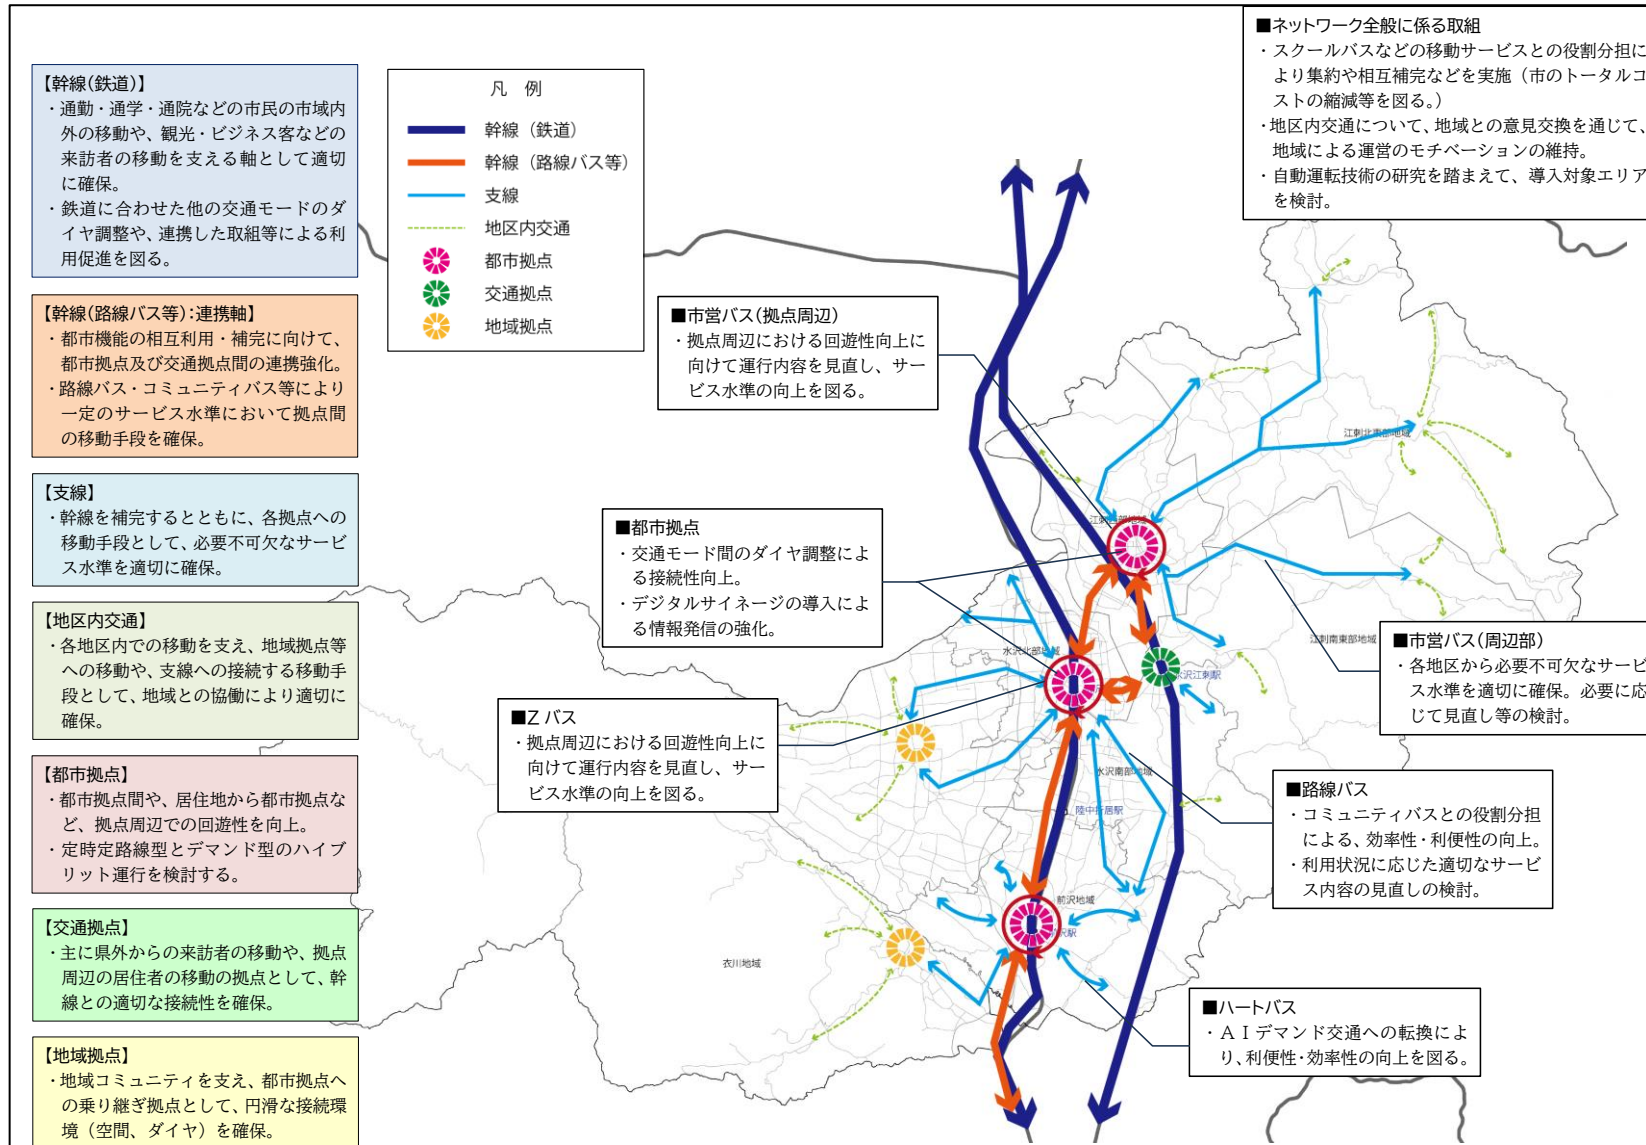 【幹線(鉄道)】
・通勤・通学・通院などの市民の市域内
外の移動や、観光・ビジネス客などの
来訪者の移動を支える軸として適切
に確保。
・鉄道に合わせた他の交通モードのダ
イヤ調整や、連携した取組等による利
用促進を図る。
【幹線(路線バス等):連携軸】
・都市機能の相互利用・補完に向けて、
都市拠点及び交通拠点間の連携強化。
・路線バス・コミュニティバス等により
一定のサービス水準において拠点間
の移動手段を確保。
【支線】
・幹線を補完するとともに、各拠点への
移動手段として、必要不可欠なサービ
ス水準を適切に確保。
【地区内交通】
・各地区内での移動を支え、地域拠点等
への移動や、支線への接続する移動手
段として、地域との協働により適切に
確保。
【都市拠点】
・都市拠点間や、居住地から都市拠点な
ど、拠点周辺での回遊性を向上。
・定時定路線型とデマンド型のハイブ
リット運行を検討する。
【交通拠点】
・主に県外からの来訪者の移動や、拠点
周辺の居住者の移動の拠点として、幹
線との適切な接続性を確保。
【地域拠点】
・地域コミュニティを支え、都市拠点へ
の乗り継ぎ拠点として、円滑な接続環
境（空間、ダイヤ）を確保。
凡 例
幹線（鉄道）
幹線（路線バス等）
支線
地区内交通
都市拠点
交通拠点
地域拠点
■ネットワーク全般に係る取組
・スクールバスなどの移動サービスとの役割分担に
より集約や相互補完などを実施（市のトータルコ
ストの縮減等を図る。）
・地区内交通について、地域との意見交換を通じて、
地域による運営のモチベーションの維持。
・自動運転技術の研究を踏まえて、導入対象エリア
を検討。
■市営バス(拠点周辺)
・拠点周辺における回遊性向上に
向けて運行内容を見直し、サー
ビス水準の向上を図る。
■都市拠点
・交通モード間のダイヤ調整によ
る接続性向上。
・デジタルサイネージの導入によ
る情報発信の強化。
■Z バス
・拠点周辺における回遊性向上に
向けて運行内容を見直し、サー
ビス水準の向上を図る。
■市営バス(周辺部)
・各地区から必要不可欠なサービ
ス水準を適切に確保。必要に応
じて見直し等の検討。
■路線バス
・コミュニティバスとの役割分担
による、効率性・利便性の向上。
・利用状況に応じた適切なサービ
ス内容の見直しの検討。
■ハートバス
・ＡＩデマンド交通への転換によ
り、利便性・効率性の向上を図る。
江刺北東部地域
江刺南東部地域
水沢北部地域
水沢江刺駅
水沢南部地域
陸中折居駅
前沢地域
衣川地域